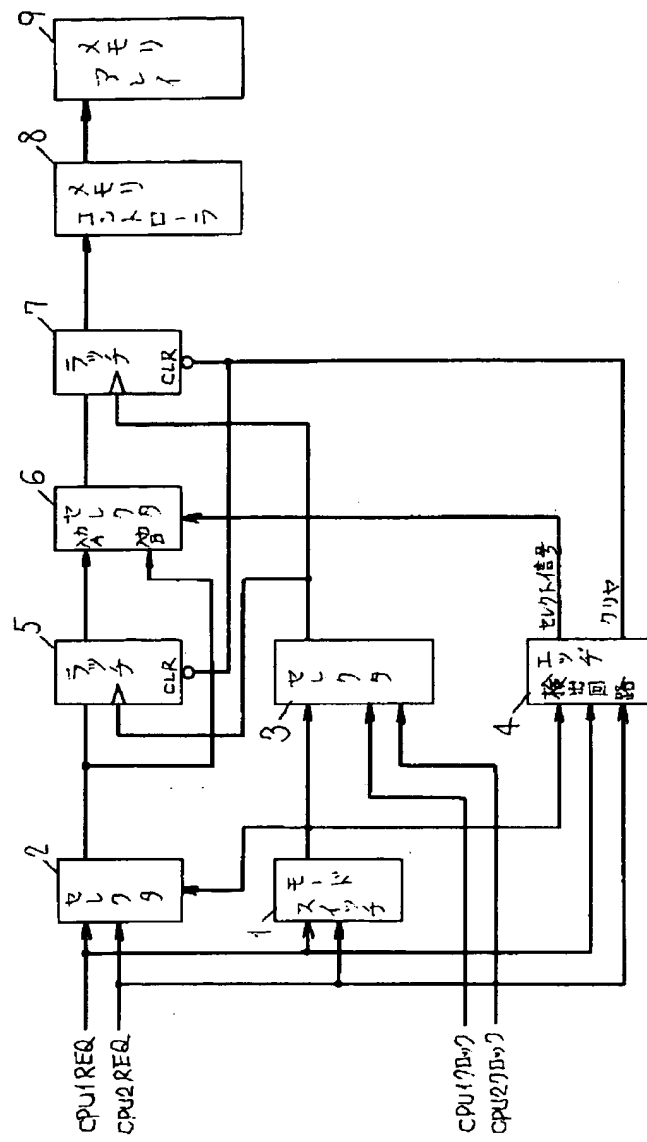 CPU1REQ
CPU2REQ
2
セレクタ
5
ラッチ
CLR
6
セレクタ
入力A
入力B
7
ラッチ
CLR
8
メモリ
コントローラ
9
メモリ
アレイ
1
モード
スイッチ
3
セレクタ
CPU1クロック
CPU2クロック
4
エッヂ
検出回路
セレクト信号
クリヤ